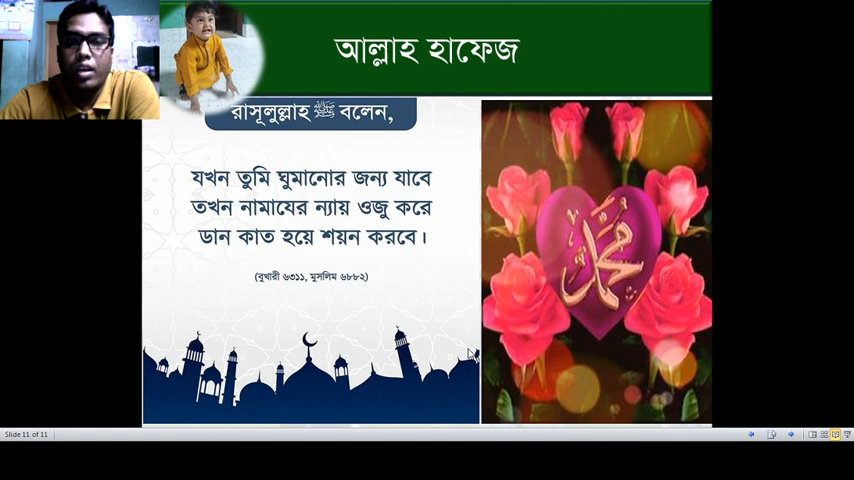 আল্লাহ হাফেজ
রাসূলুল্লাহ ﷺ বলেন,
যখন তুমি ঘুমানোর জন্য যাবে
তখন নামাযের ন্যায় ওজু করে
ডান কাত হয়ে শয়ন করবে।
(বুখারী ৬৩১১, মুসলিম ৬৮৮২)
محمد
Slide 11 of 11